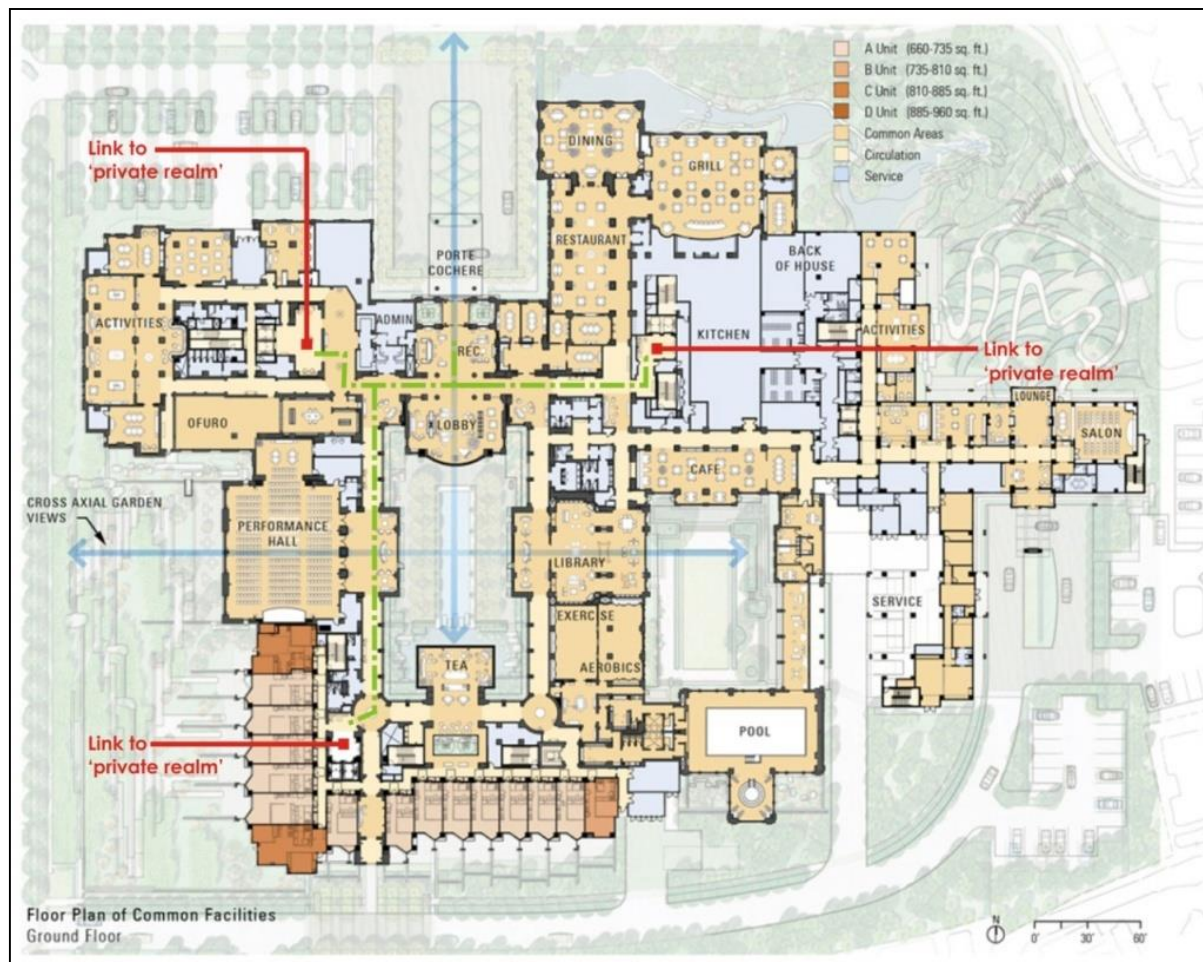 A Unit (660-735 sq. ft.)
B Unit (735-810 sq. ft.)
C Unit (810-885 sq. ft.)
D Unit (885-960 sq. ft.)
Common Areas
Circulation
Service
Link to
'private realm'
DINING
GRILL
RESTAURANT
PORTE
COCHERE
BACK
OF HOUSE
ACTIVITIES
ADMIN
REC.
KITCHEN
ACTIVITIES
Link to
'private realm'
LOUNGE
OFURO
LOBBY
SALON
CAFE
CROSS AXIAL GARDEN
VIEWS
PERFORMANCE
HALL
LIBRARY
EXERCISE
SERVICE
TEA
AEROBICS
POOL
Link to
'private realm'
Floor Plan of Common Facilities
Ground Floor
N
0'
30'
60'